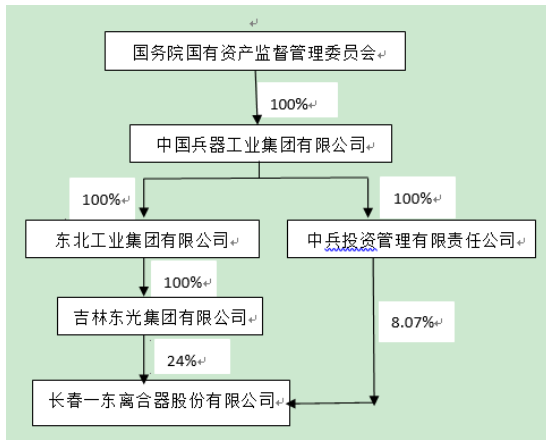 国务院国有资产监督管理委员会
100%
中国兵器工业集团有限公司
100%
100%
东北工业集团有限公司
中兵投资管理有限责任公司
100%
吉林东光集团有限公司
8.07%
24%
长春一东离合器股份有限公司